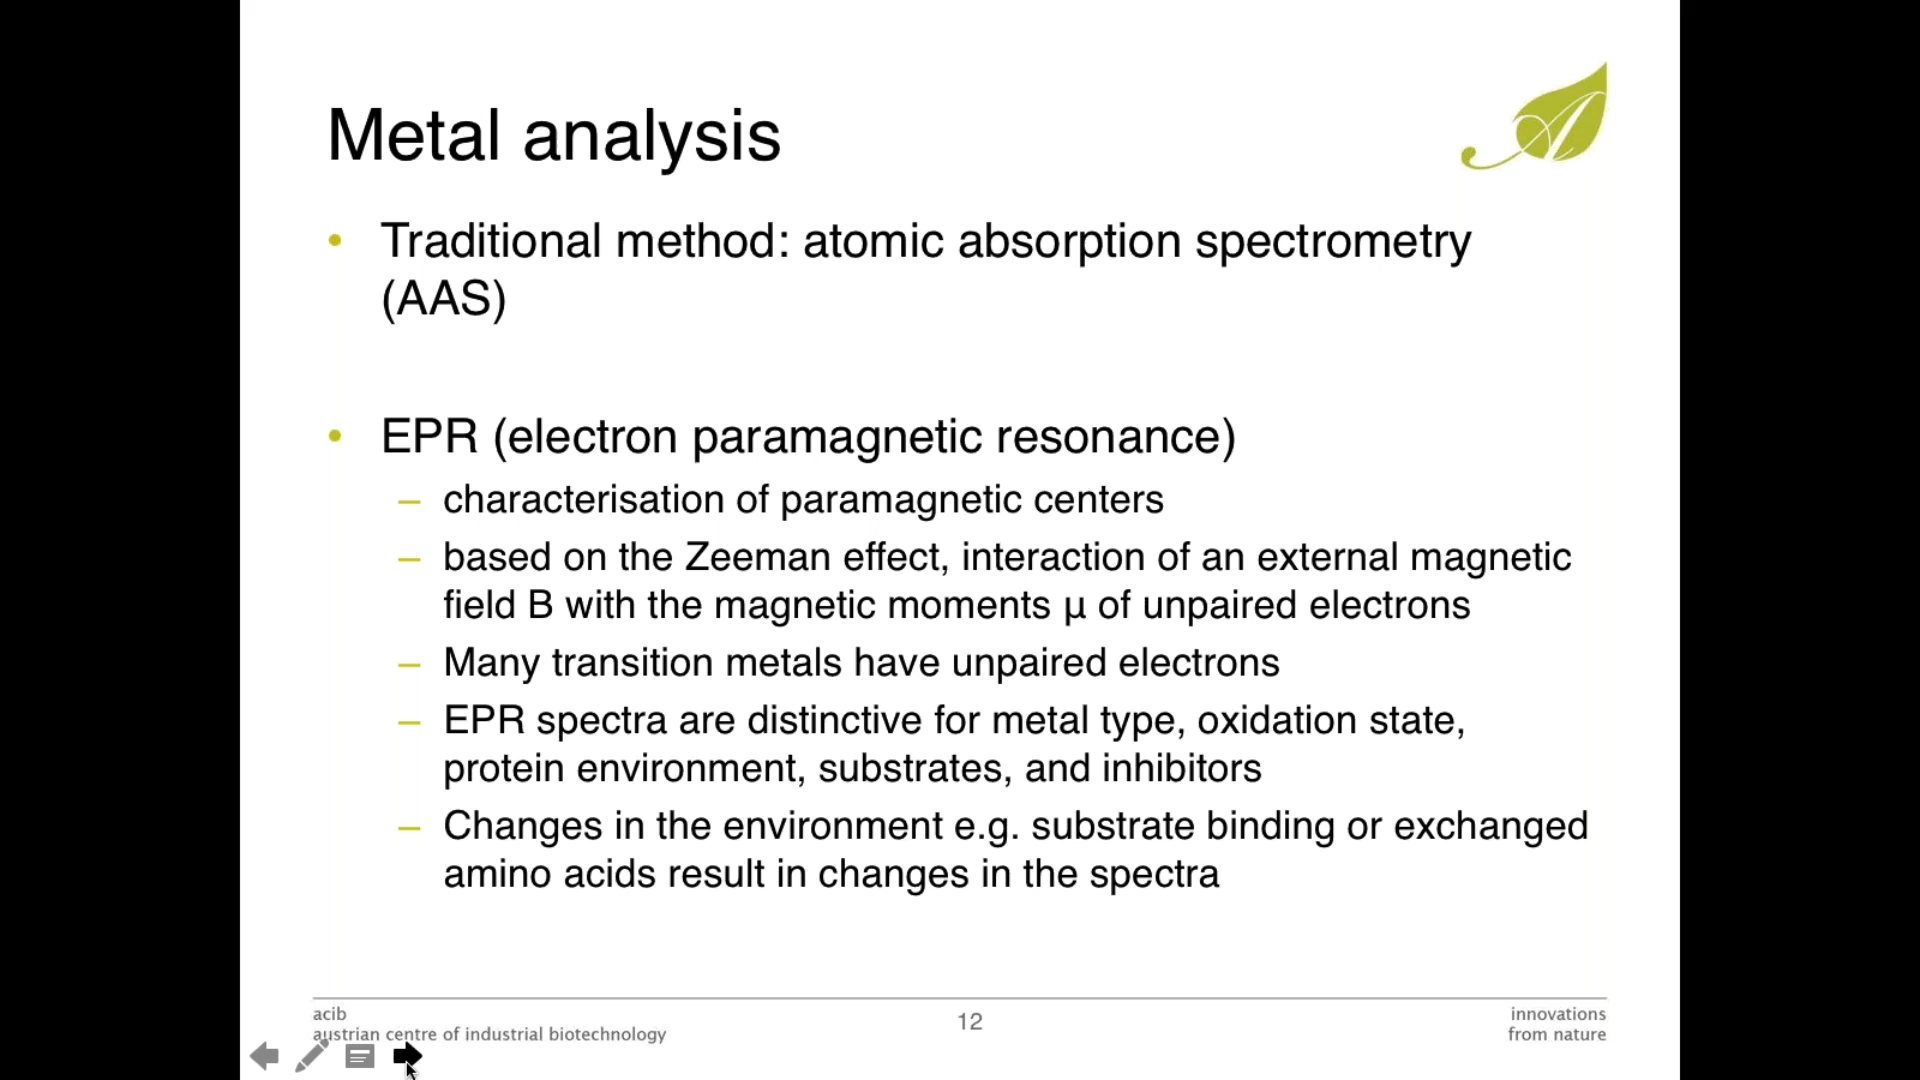 Metal analysis
• Traditional method: atomic absorption spectrometry
(AAS)
• EPR (electron paramagnetic resonance)
– characterisation of paramagnetic centers
– based on the Zeeman effect, interaction of an external magnetic
field B with the magnetic moments µ of unpaired electrons
– Many transition metals have unpaired electrons
– EPR spectra are distinctive for metal type, oxidation state,
protein environment, substrates, and inhibitors
– Changes in the environment e.g. substrate binding or exchanged
amino acids result in changes in the spectra
acib
austrian centre of industrial biotechnology
12
innovations
from nature